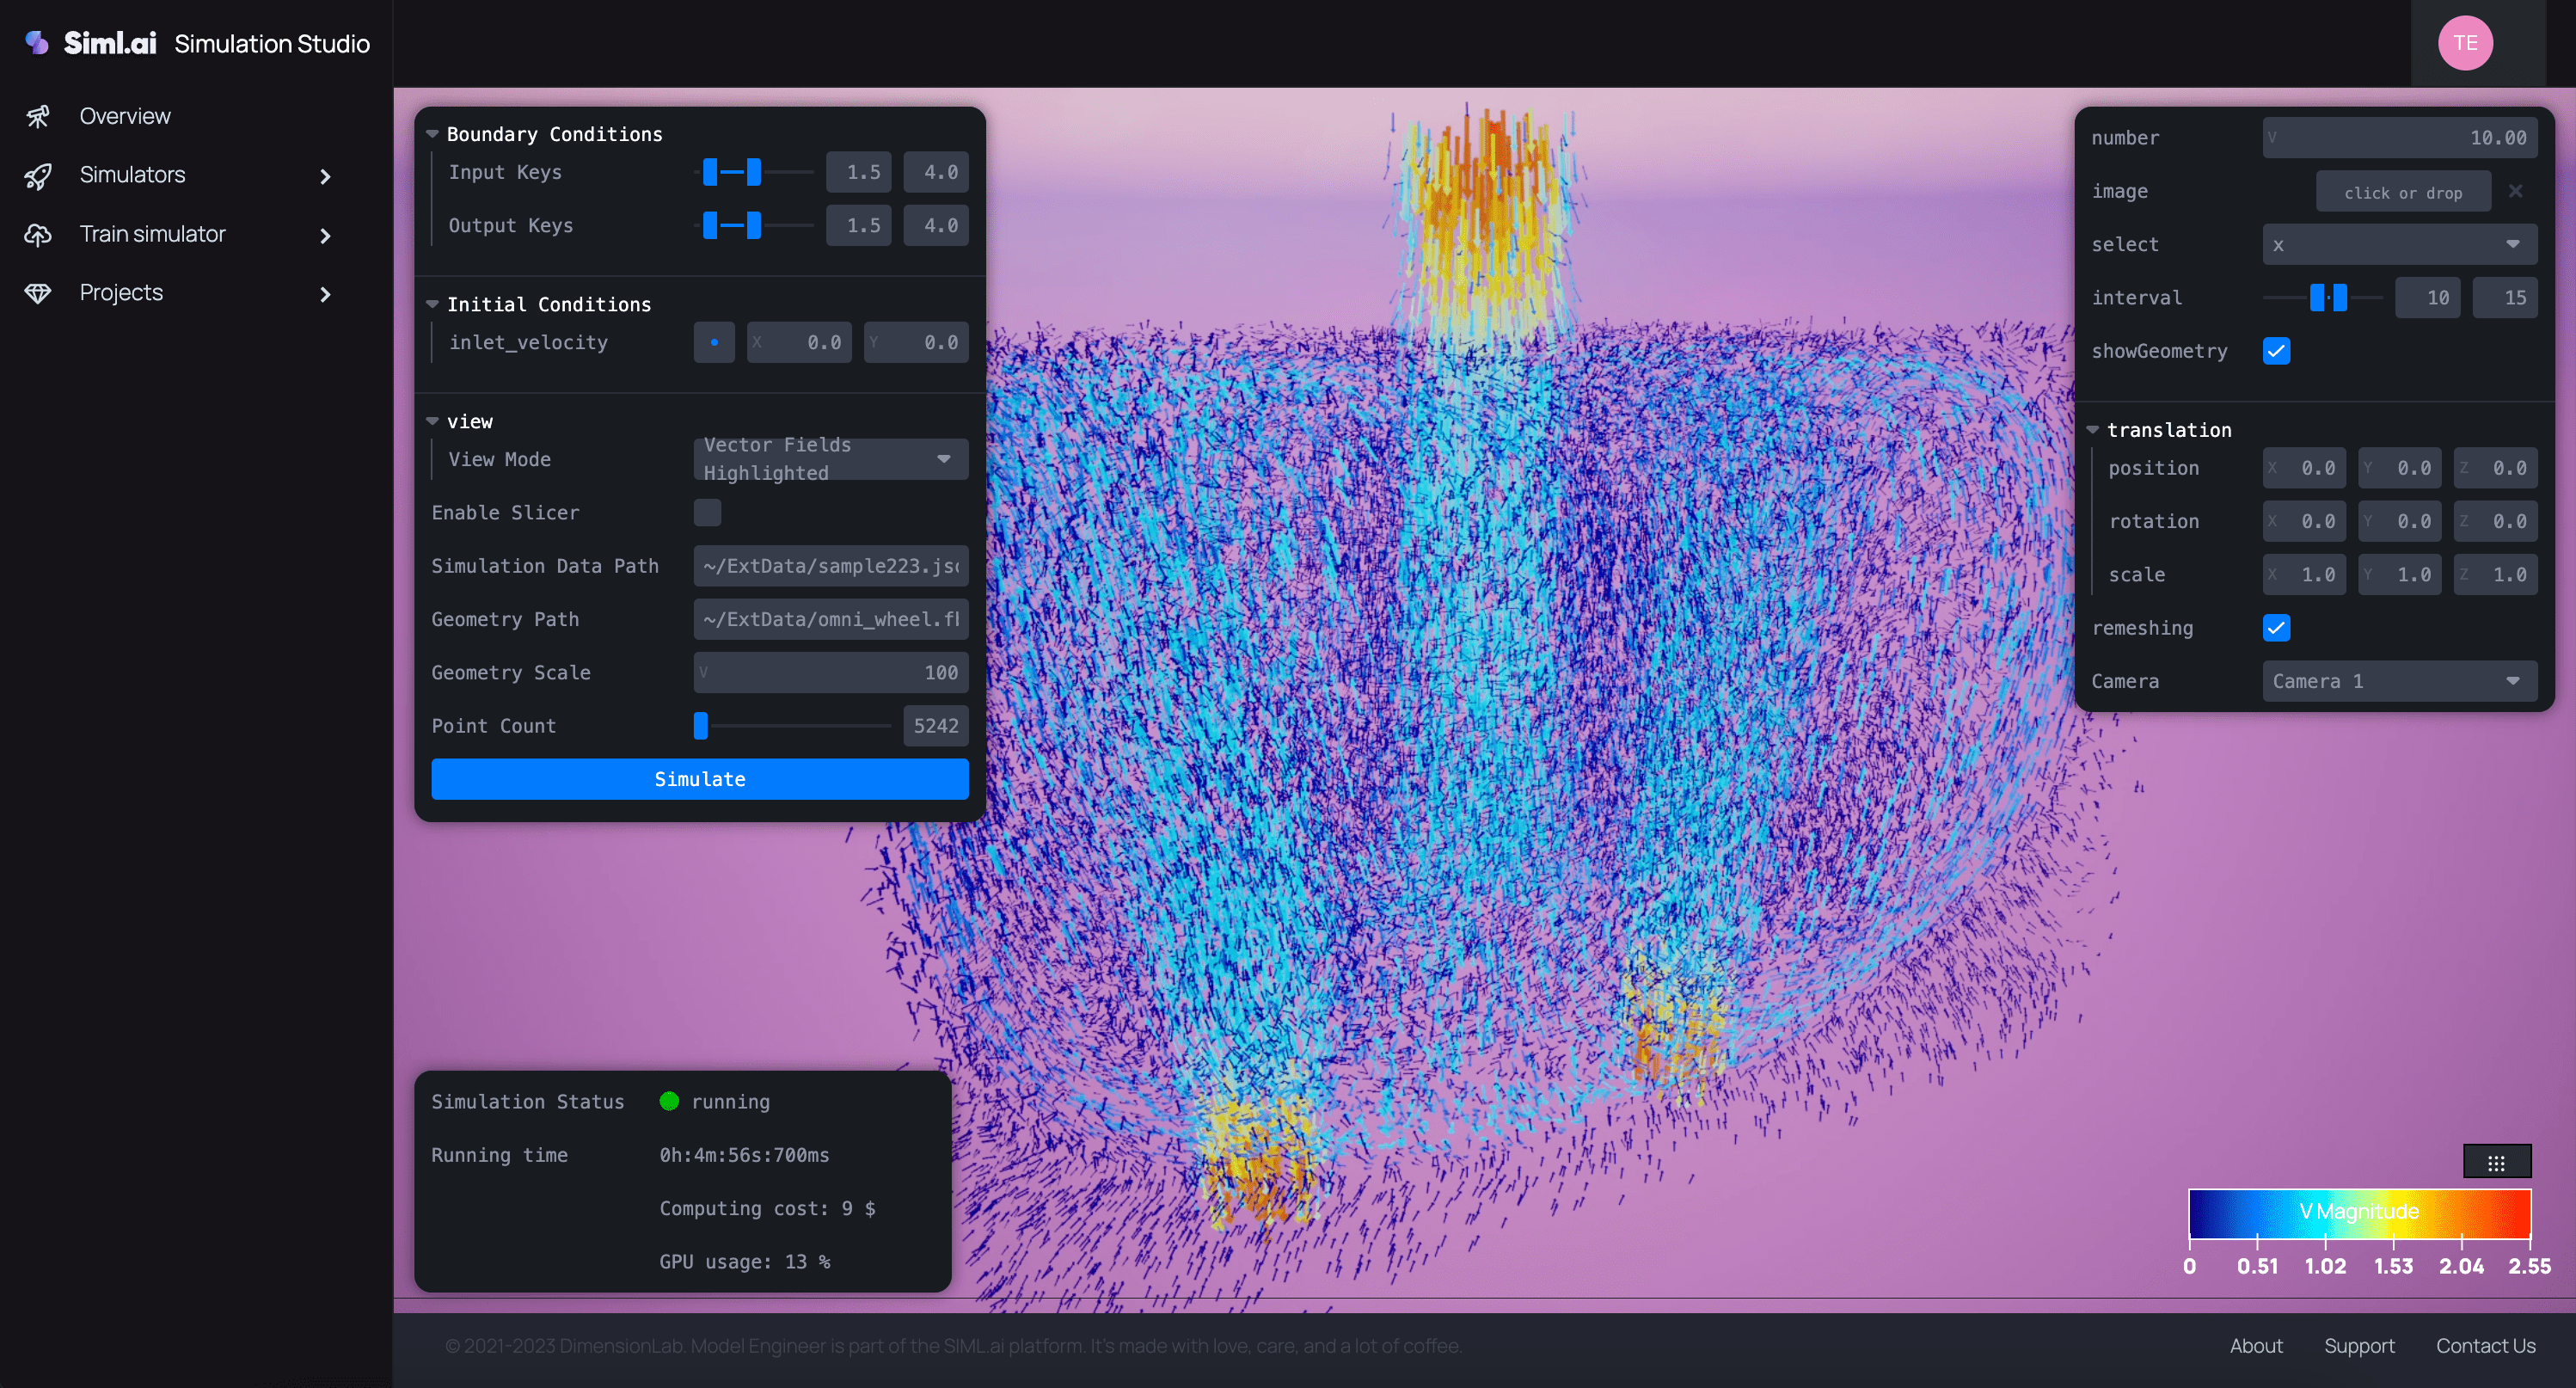 Siml.ai Simulation Studio
TE
Overview
Simulators
Train simulator
Projects
Boundary Conditions
Input Keys 1.5 4.0
Output Keys 1.5 4.0
Initial Conditions
inlet_velocity X 0.0 Y 0.0
view
View Mode Vector Fields
Highlighted
Enable Slicer
Simulation Data Path ~/ExtData/sample223.jsc
Geometry Path ~/ExtData/omni_wheel.fb
Geometry Scale V 100
Point Count 5242
Simulate
number V 10.00
image click or drop
select x
interval 10 15
showGeometry
translation
position X 0.0 Y 0.0 Z 0.0
rotation X 0.0 Y 0.0 Z 0.0
scale X 1.0 Y 1.0 Z 1.0
remeshing
Camera Camera 1
Simulation Status running
Running time 0h:4m:56s:700ms
Computing cost: 9 $
GPU usage: 13 %
V Magnitude
0 0.51 1.02 1.53 2.04 2.55
© 2021-2023 DimensionLab. Model Engineer is part of the SIML.ai platform. It's made with love, care, and a lot of coffee.
About Support Contact Us